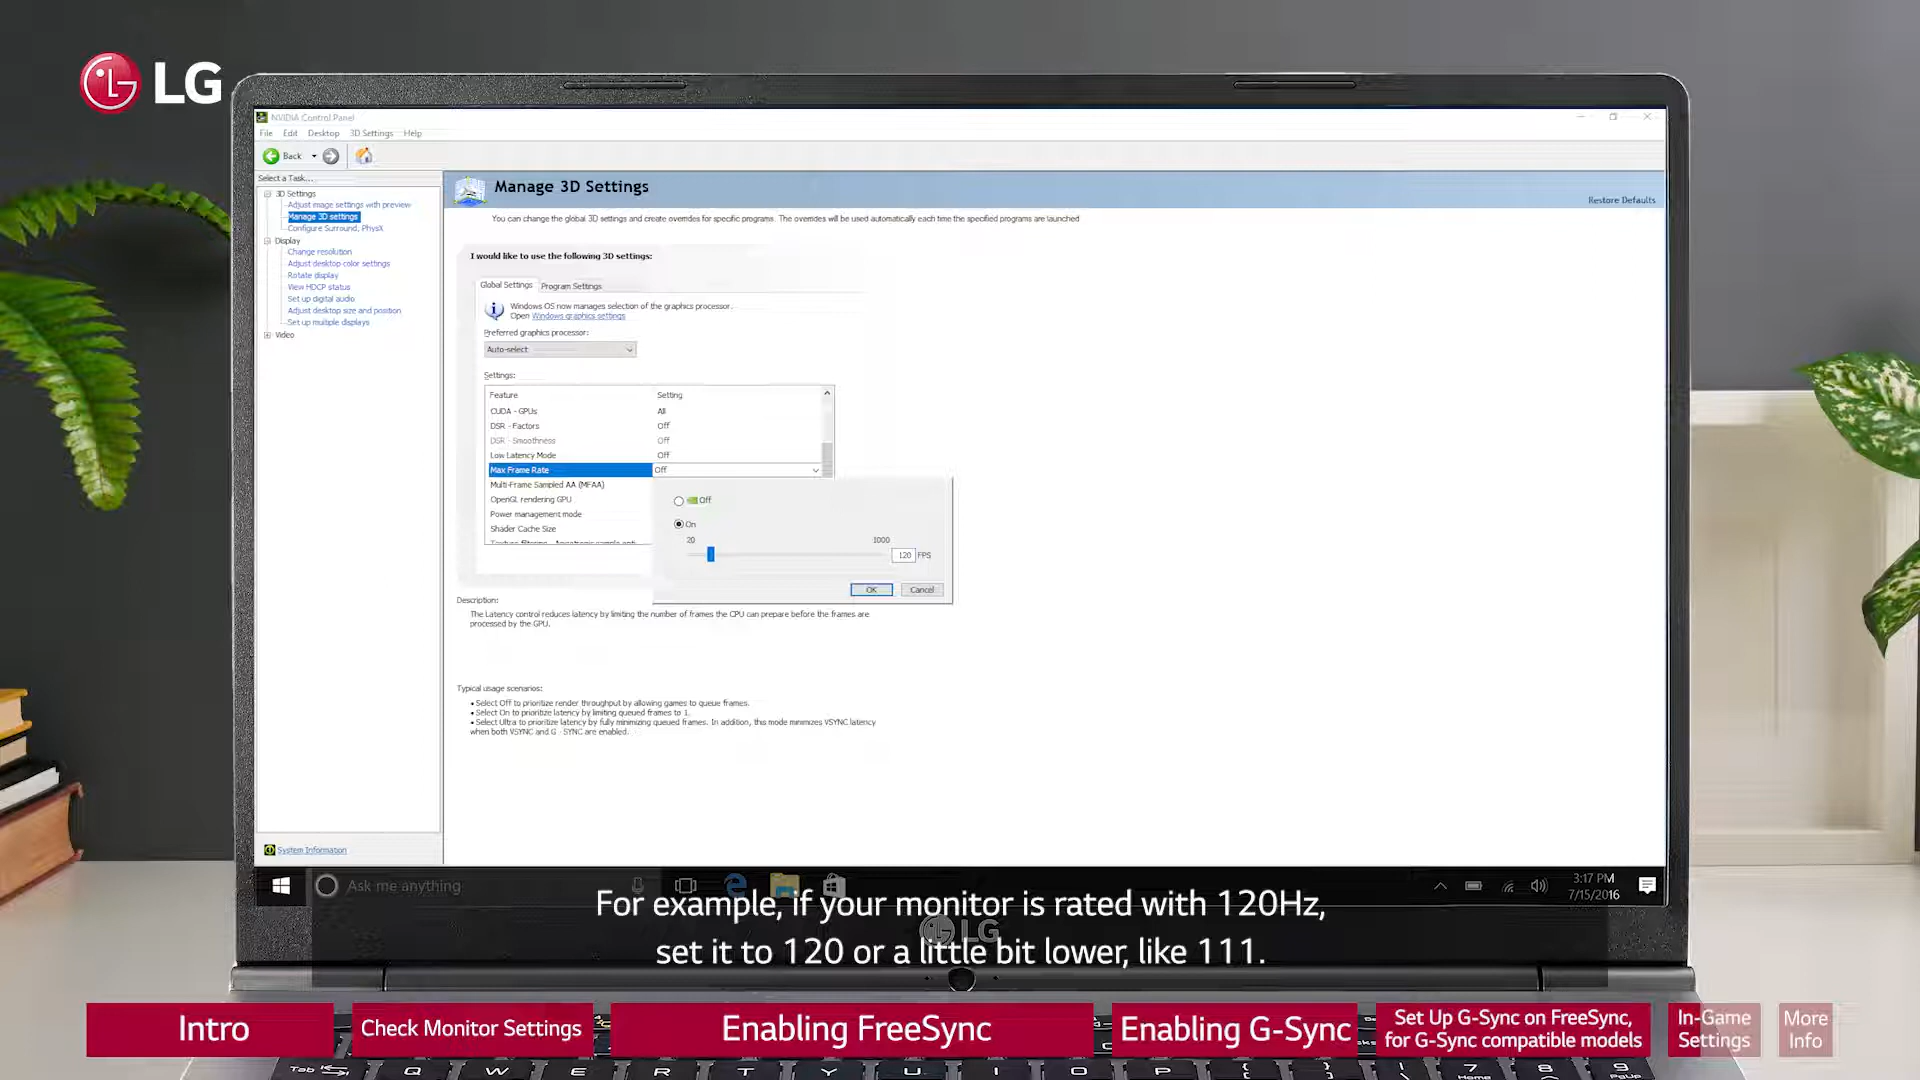 LG
NVIDIA Control Panel
File Edit Desktop 3D Settings Help
Back
Select a Task...
3D Settings
Adjust image settings with preview
Manage 3D settings
Configure Surround, PhysX
Display
Change resolution
Adjust desktop color settings
Rotate display
View HDCP status
Set up digital audio
Adjust desktop size and position
Set up multiple displays
Video
System Information
Manage 3D Settings
Restore Defaults
You can change the global 3D settings and create overrides for specific programs. The overrides will be used automatically each time the specified programs are launched
I would like to use the following 3D settings:
Global Settings Program Settings
Windows OS now manages selection of the graphics processor.
Open Windows graphics settings
Preferred graphics processor:
Auto-select
Settings:
Feature Setting
CUDA - GPUs All
DSR - Factors Off
DSR - Smoothness Off
Low Latency Mode Off
Max Frame Rate Off
Multi-Frame Sampled AA (MFAA)
OpenGL rendering GPU
Power management mode
Shader Cache Size
Off
On
20 1000
120 FPS
OK Cancel
Description:
The Latency control reduces latency by limiting the number of frames the CPU can prepare before the frames are
processed by the GPU.
Typical usage scenarios:
• Select Off to prioritize render throughput by allowing games to queue frames.
• Select On to prioritize latency by limiting queued frames to 1.
• Select Ultra to prioritize latency by fully minimizing queued frames. In addition, this mode minimizes VSYNC latency
when both VSYNC and G - SYNC are enabled.
Ask me anything
3:17 PM
7/15/2016
LG
For example, if your monitor is rated with 120Hz,
set it to 120 or a little bit lower, like 111.
Intro
Check Monitor Settings
Enabling FreeSync
Enabling G-Sync
Set Up G-Sync on FreeSync,
for G-Sync compatible models
In-Game
Settings
More
Info
Tab Q W E R T Y U I O P { } 7 8 9
Home